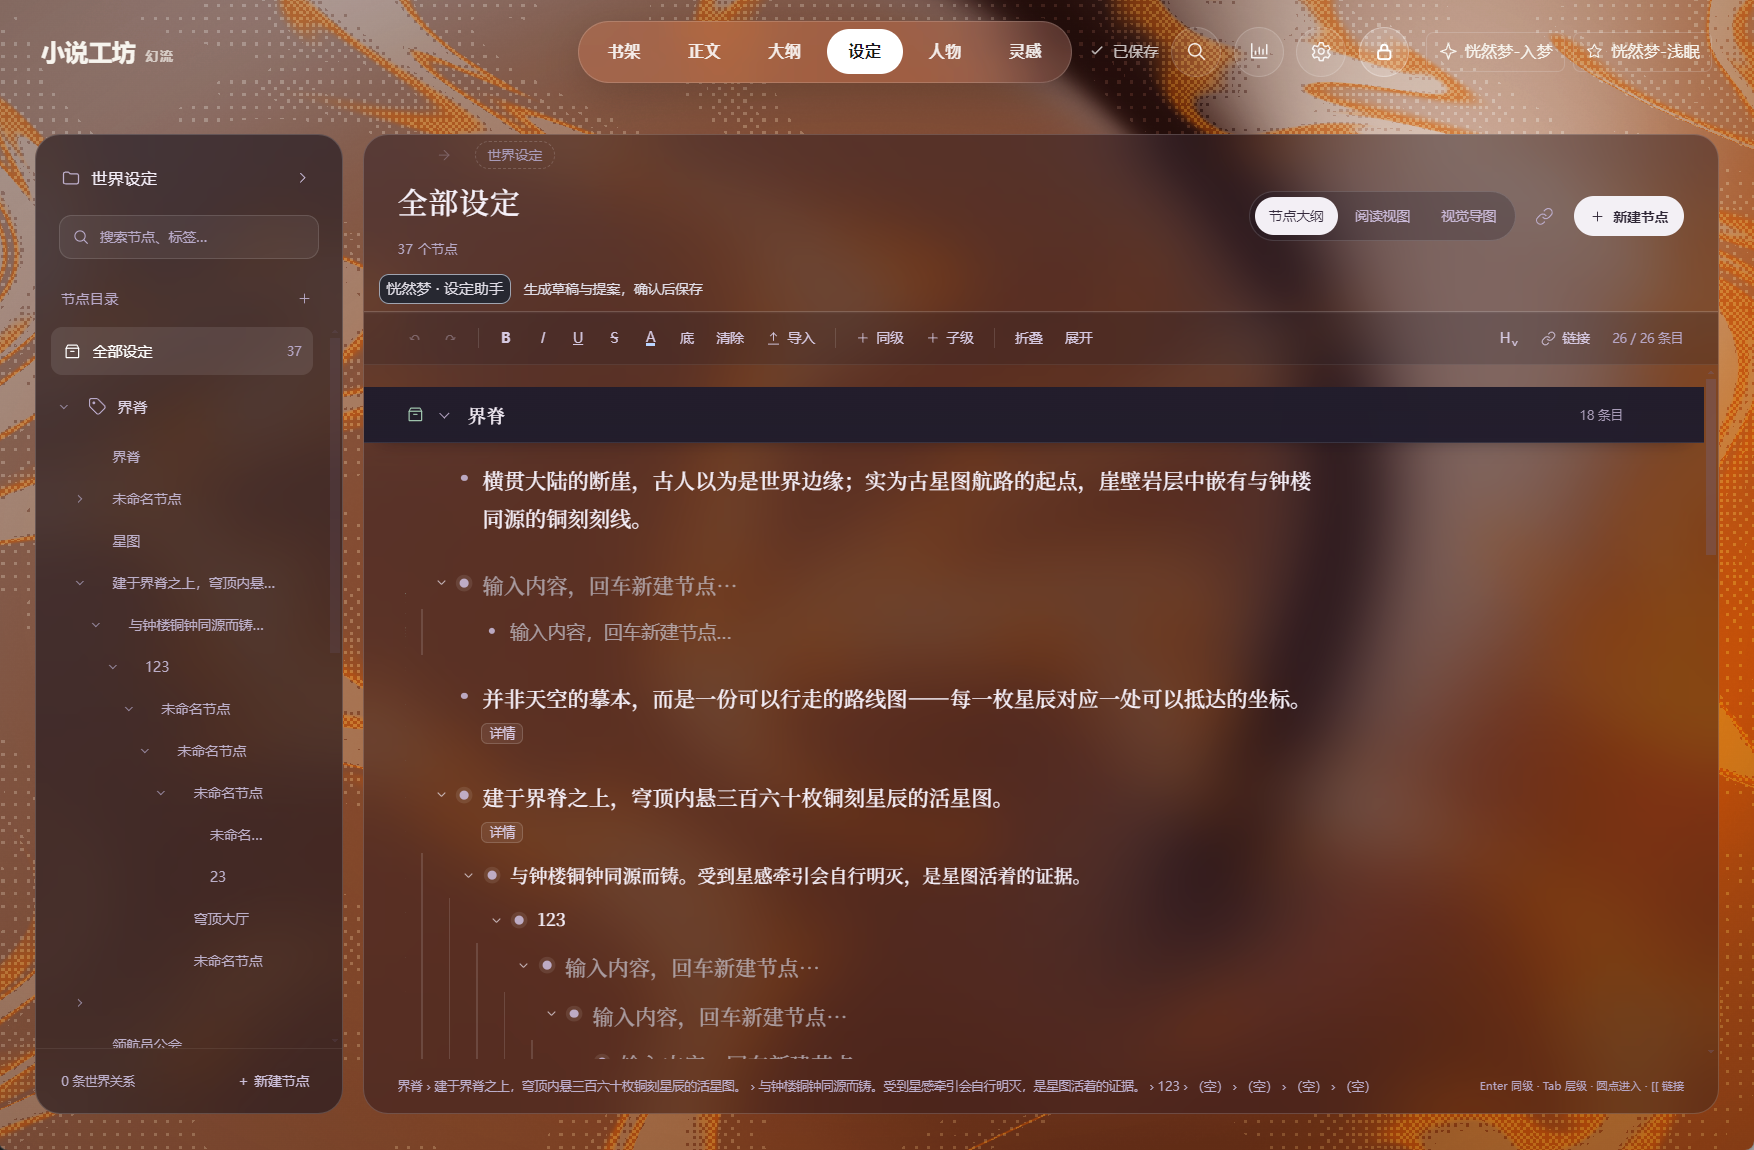 小说工坊 幻流
书架 正文 大纲 设定 人物 灵感
已保存
恍然梦-入梦
恍然梦-浅眠
世界设定
搜索节点、标签...
节点目录
全部设定 37
界脊
界脊
未命名节点
星图
建于界脊之上，穹顶内悬...
与钟楼铜钟同源而铸...
123
未命名节点
未命名节点
未命名节点
未命名...
23
穹顶大厅
未命名节点
领航员公会
0 条世界关系
+ 新建节点
→ 世界设定
全部设定
37 个节点
节点大纲 阅读视图 视觉导图
+ 新建节点
恍然梦 · 设定助手 生成草稿与提案，确认后保存
B I U S A 底 清除 导入 + 同级 + 子级 折叠 展开
Hv 链接 26 / 26 条目
界脊 18 条目
横贯大陆的断崖，古人以为是世界边缘；实为古星图航路的起点，崖壁岩层中嵌有与钟楼
同源的铜刻刻线。
输入内容，回车新建节点…
输入内容，回车新建节点...
并非天空的摹本，而是一份可以行走的路线图——每一枚星辰对应一处可以抵达的坐标。
详情
建于界脊之上，穹顶内悬三百六十枚铜刻星辰的活星图。
详情
与钟楼铜钟同源而铸。受到星感牵引会自行明灭，是星图活着的证据。
123
输入内容，回车新建节点…
输入内容，回车新建节点…
输入内容，回车新建节点…
界脊 › 建于界脊之上，穹顶内悬三百六十枚铜刻星辰的活星图。 › 与钟楼铜钟同源而铸。受到星感牵引会自行明灭，是星图活着的证据。 › 123 › （空） › （空） › （空） › （空）
Enter 同级 · Tab 层级 · 圆点进入 · [[ 链接